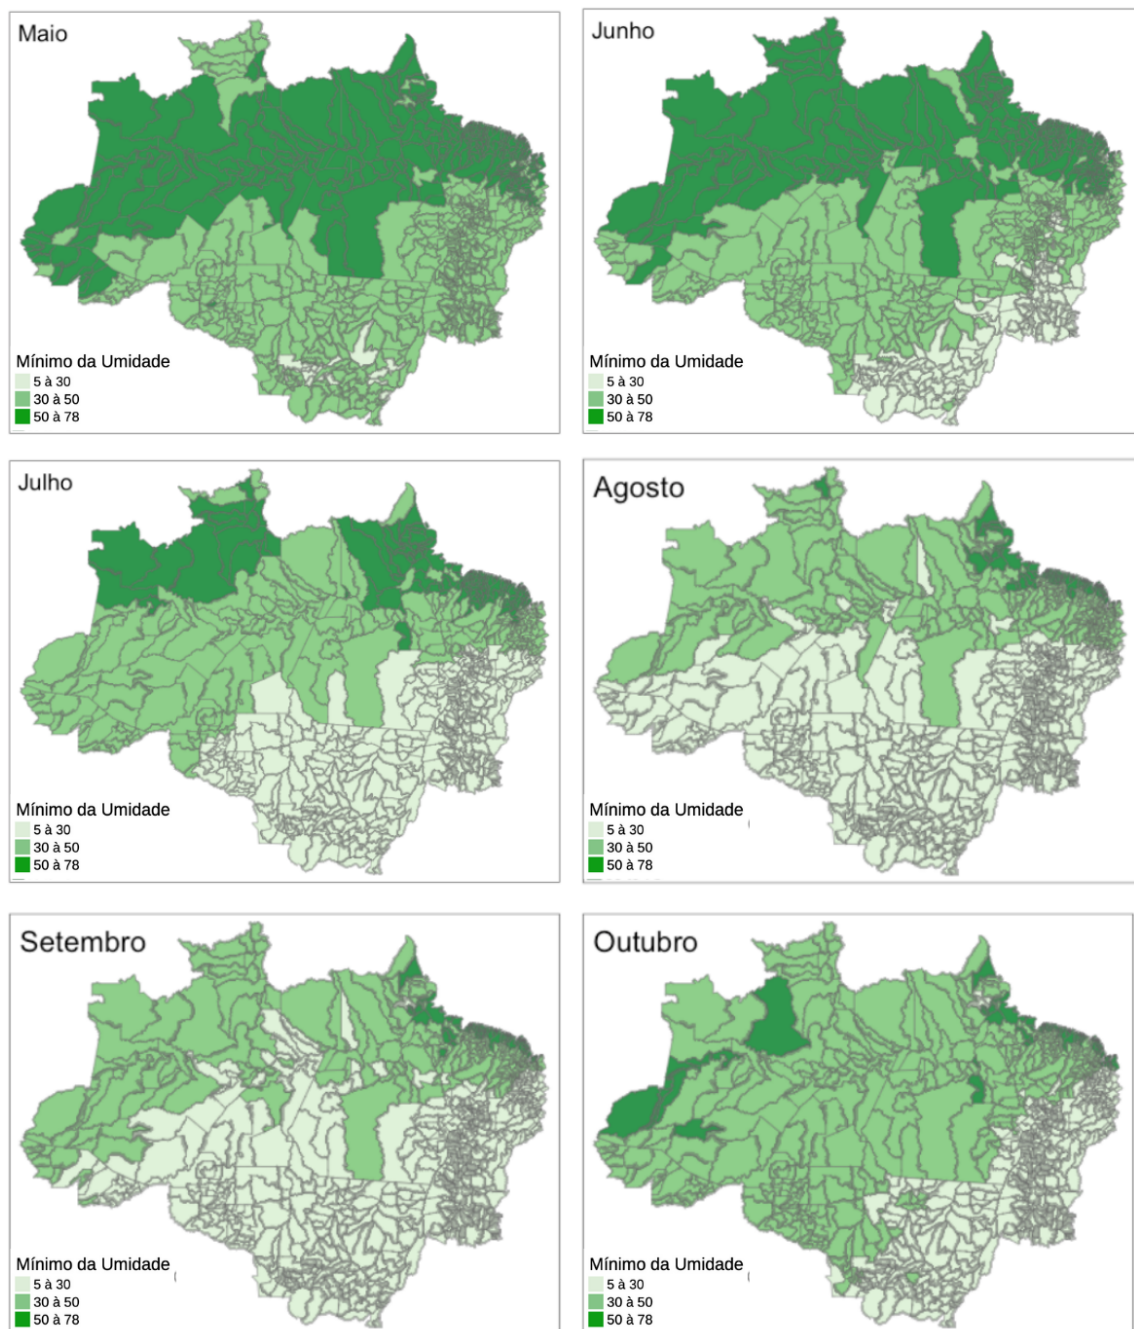 Maio
Mínimo da Umidade
5 à 30
30 à 50
50 à 78
Junho
Mínimo da Umidade
5 à 30
30 à 50
50 à 78
Julho
Mínimo da Umidade
5 à 30
30 à 50
50 à 78
Agosto
Mínimo da Umidade
5 à 30
30 à 50
50 à 78
Setembro
Mínimo da Umidade
5 à 30
30 à 50
50 à 78
Outubro
Mínimo da Umidade
5 à 30
30 à 50
50 à 78